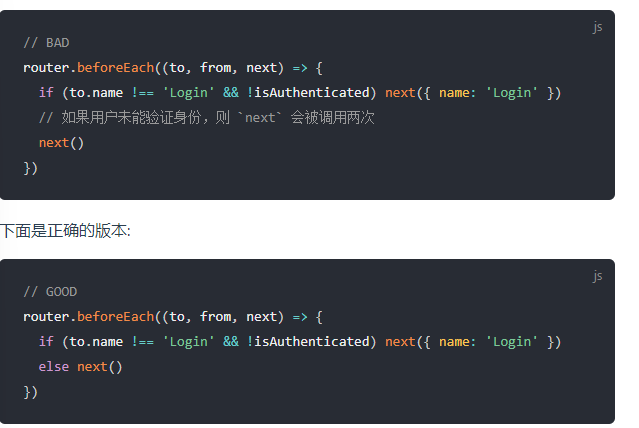 js
// BAD
router.beforeEach((to, from, next) => {
  if (to.name !== 'Login' && !isAuthenticated) next({ name: 'Login' })
  // 如果用户未能验证身份，则 `next` 会被调用两次
  next()
})
下面是正确的版本:
js
// GOOD
router.beforeEach((to, from, next) => {
  if (to.name !== 'Login' && !isAuthenticated) next({ name: 'Login' })
  else next()
})